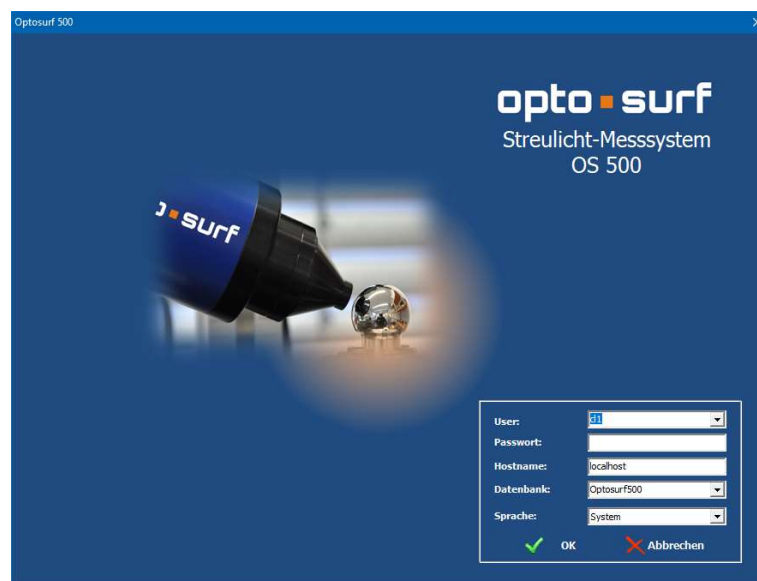 Optosurf 500
opto surf
Streulicht-Messsystem
OS 500
surf
User: d1
Passwort:
Hostname: localhost
Datenbank: Optosurf500
Sprache: System
OK Abbrechen